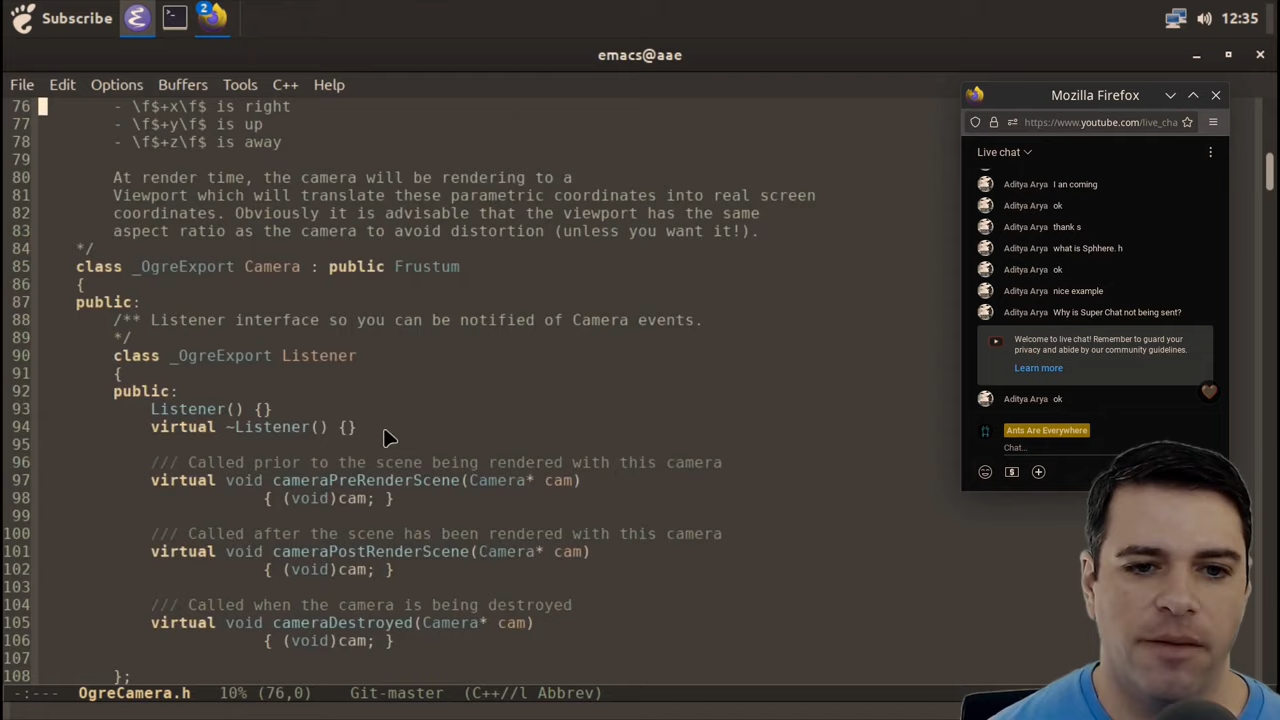 Subscribe
2
12:35
emacs@aae
File Edit Options Buffers Tools C++ Help
76 - \f$+x\f$ is right
77 - \f$+y\f$ is up
78 - \f$+z\f$ is away
79
80 At render time, the camera will be rendering to a
81 Viewport which will translate these parametric coordinates into real screen
82 coordinates. Obviously it is advisable that the viewport has the same
83 aspect ratio as the camera to avoid distortion (unless you want it!).
84 */
85 class _OgreExport Camera : public Frustum
86 {
87 public:
88 /** Listener interface so you can be notified of Camera events.
89 */
90 class _OgreExport Listener
91 {
92 public:
93 Listener() {}
94 virtual ~Listener() {}
95
96 /// Called prior to the scene being rendered with this camera
97 virtual void cameraPreRenderScene(Camera* cam)
98 { (void)cam; }
99
100 /// Called after the scene has been rendered with this camera
101 virtual void cameraPostRenderScene(Camera* cam)
102 { (void)cam; }
103
104 /// Called when the camera is being destroyed
105 virtual void cameraDestroyed(Camera* cam)
106 { (void)cam; }
107
108 };
-:--- OgreCamera.h 10% (76,0) Git-master (C++//l Abbrev)
Mozilla Firefox
https://www.youtube.com/live_cha
Live chat
Aditya Arya I an coming
Aditya Arya ok
Aditya Arya thank s
Aditya Arya what is Sphhere. h
Aditya Arya ok
Aditya Arya nice example
Aditya Arya Why is Super Chat not being sent?
Welcome to live chat! Remember to guard your
privacy and abide by our community guidelines.
Learn more
Aditya Arya ok
Ants Are Everywhere
Chat...